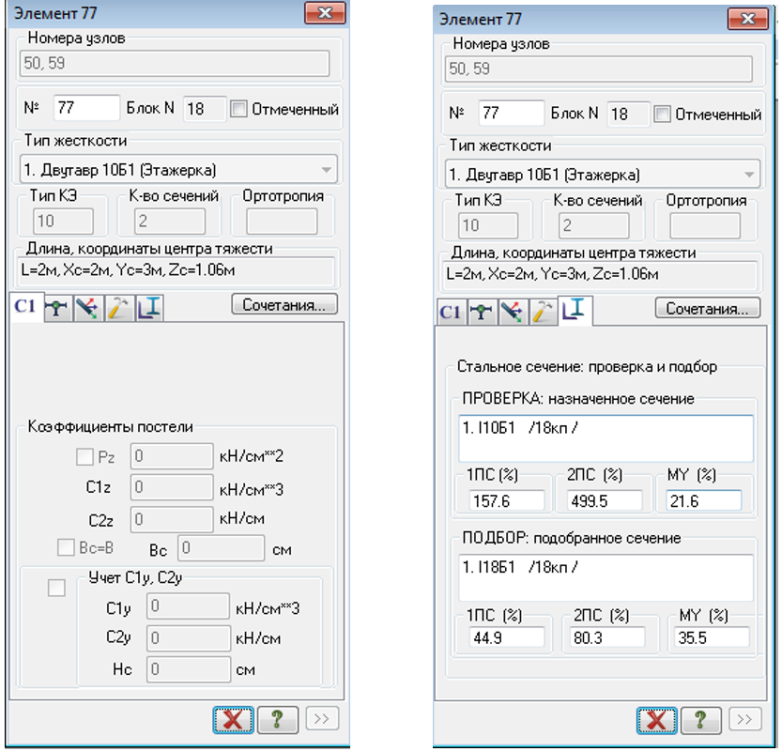 Элемент 77
Номера узлов
50, 59
№ 77 Блок N 18 Отмеченный
Тип жесткости
1. Двутавр 10Б1 (Этажерка)
Тип КЭ К-во сечений Ортотропия
10 2
Длина, координаты центра тяжести
L=2м, Xc=2м, Yc=3м, Zc=1.06м
C1 Сочетания...
Коэффициенты постели
Pz 0 кН/см**2
C1z 0 кН/см**3
C2z 0 кН/см
Bc=B Bc 0 см
Учет C1y, C2y
C1y 0 кН/см**3
C2y 0 кН/см
Hc 0 см
? >>
Элемент 77
Номера узлов
50, 59
№ 77 Блок N 18 Отмеченный
Тип жесткости
1. Двутавр 10Б1 (Этажерка)
Тип КЭ К-во сечений Ортотропия
10 2
Длина, координаты центра тяжести
L=2м, Xc=2м, Yc=3м, Zc=1.06м
C1 Сочетания...
Стальное сечение: проверка и подбор
ПРОВЕРКА: назначенное сечение
1. I10Б1 /18кп /
1ПС (%) 2ПС (%) МУ (%)
157.6 499.5 21.6
ПОДБОР: подобранное сечение
1. I18Б1 /18кп /
1ПС (%) 2ПС (%) МУ (%)
44.9 80.3 35.5
? >>